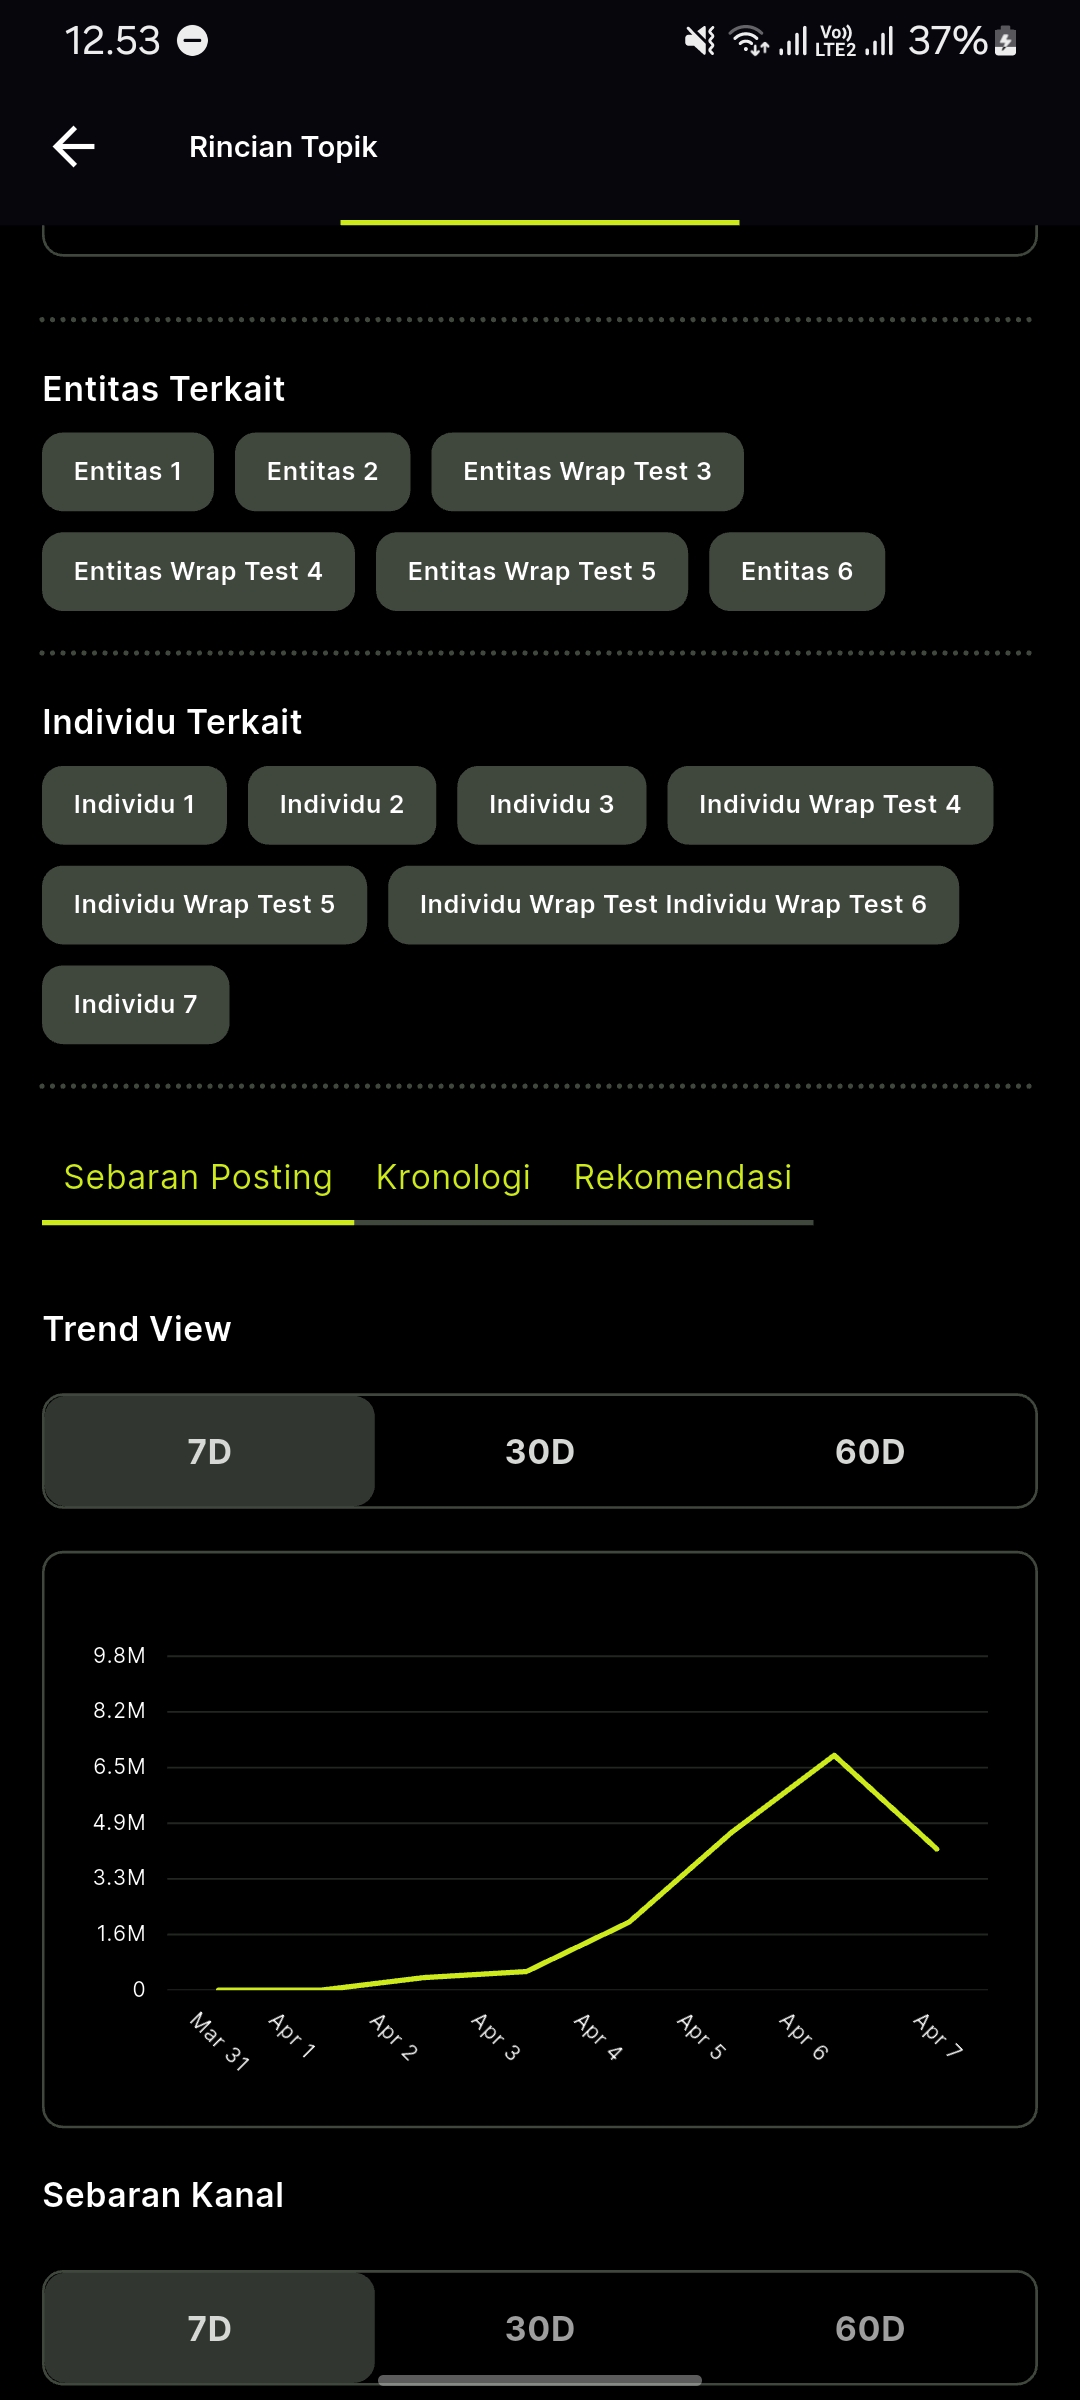 12.53
Vo))
LTE2
37%
Rincian Topik
Entitas Terkait
Entitas 1 Entitas 2 Entitas Wrap Test 3
Entitas Wrap Test 4 Entitas Wrap Test 5 Entitas 6
Individu Terkait
Individu 1 Individu 2 Individu 3 Individu Wrap Test 4
Individu Wrap Test 5 Individu Wrap Test Individu Wrap Test 6
Individu 7
Sebaran Posting Kronologi Rekomendasi
Trend View
7D 30D 60D
9.8M
8.2M
6.5M
4.9M
3.3M
1.6M
0
Mar 31 Apr 1 Apr 2 Apr 3 Apr 4 Apr 5 Apr 6 Apr 7
Sebaran Kanal
7D 30D 60D